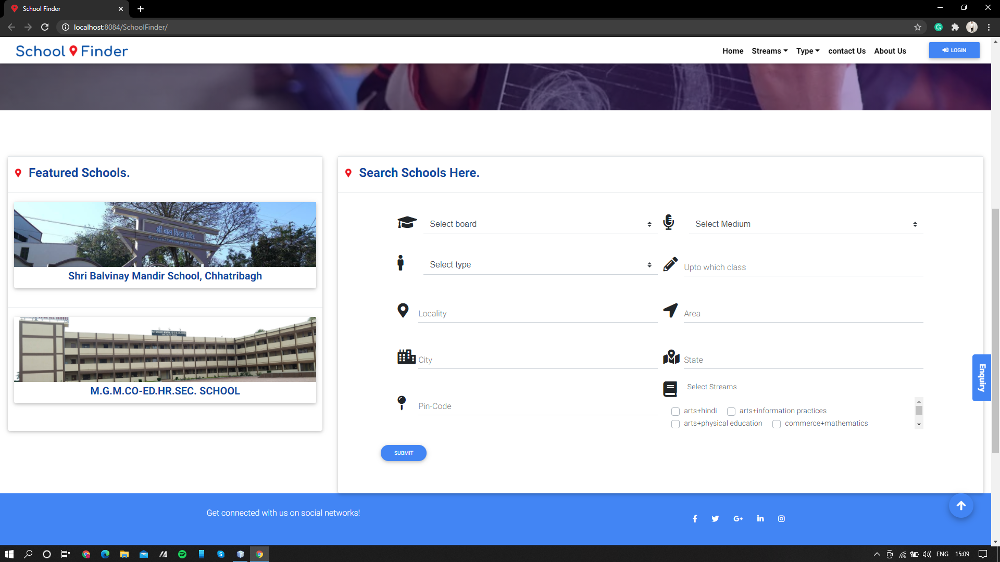 School Finder
localhost:8084/SchoolFinder/
School Finder
Home Streams Type contact Us About Us LOGIN
Featured Schools.
श्री बाल विनय मंदिर
Shri Balvinay Mandir School, Chhatribagh
M.G.M.CO-ED.HR.SEC. SCHOOL
Search Schools Here.
Select board Select Medium
Select type Upto which class
Locality Area
City State
Pin-Code Select Streams
arts+hindi arts+information practices
arts+physical education commerce+mathematics
SUBMIT
Enquiry
Get connected with us on social networks!
ENG 15:09